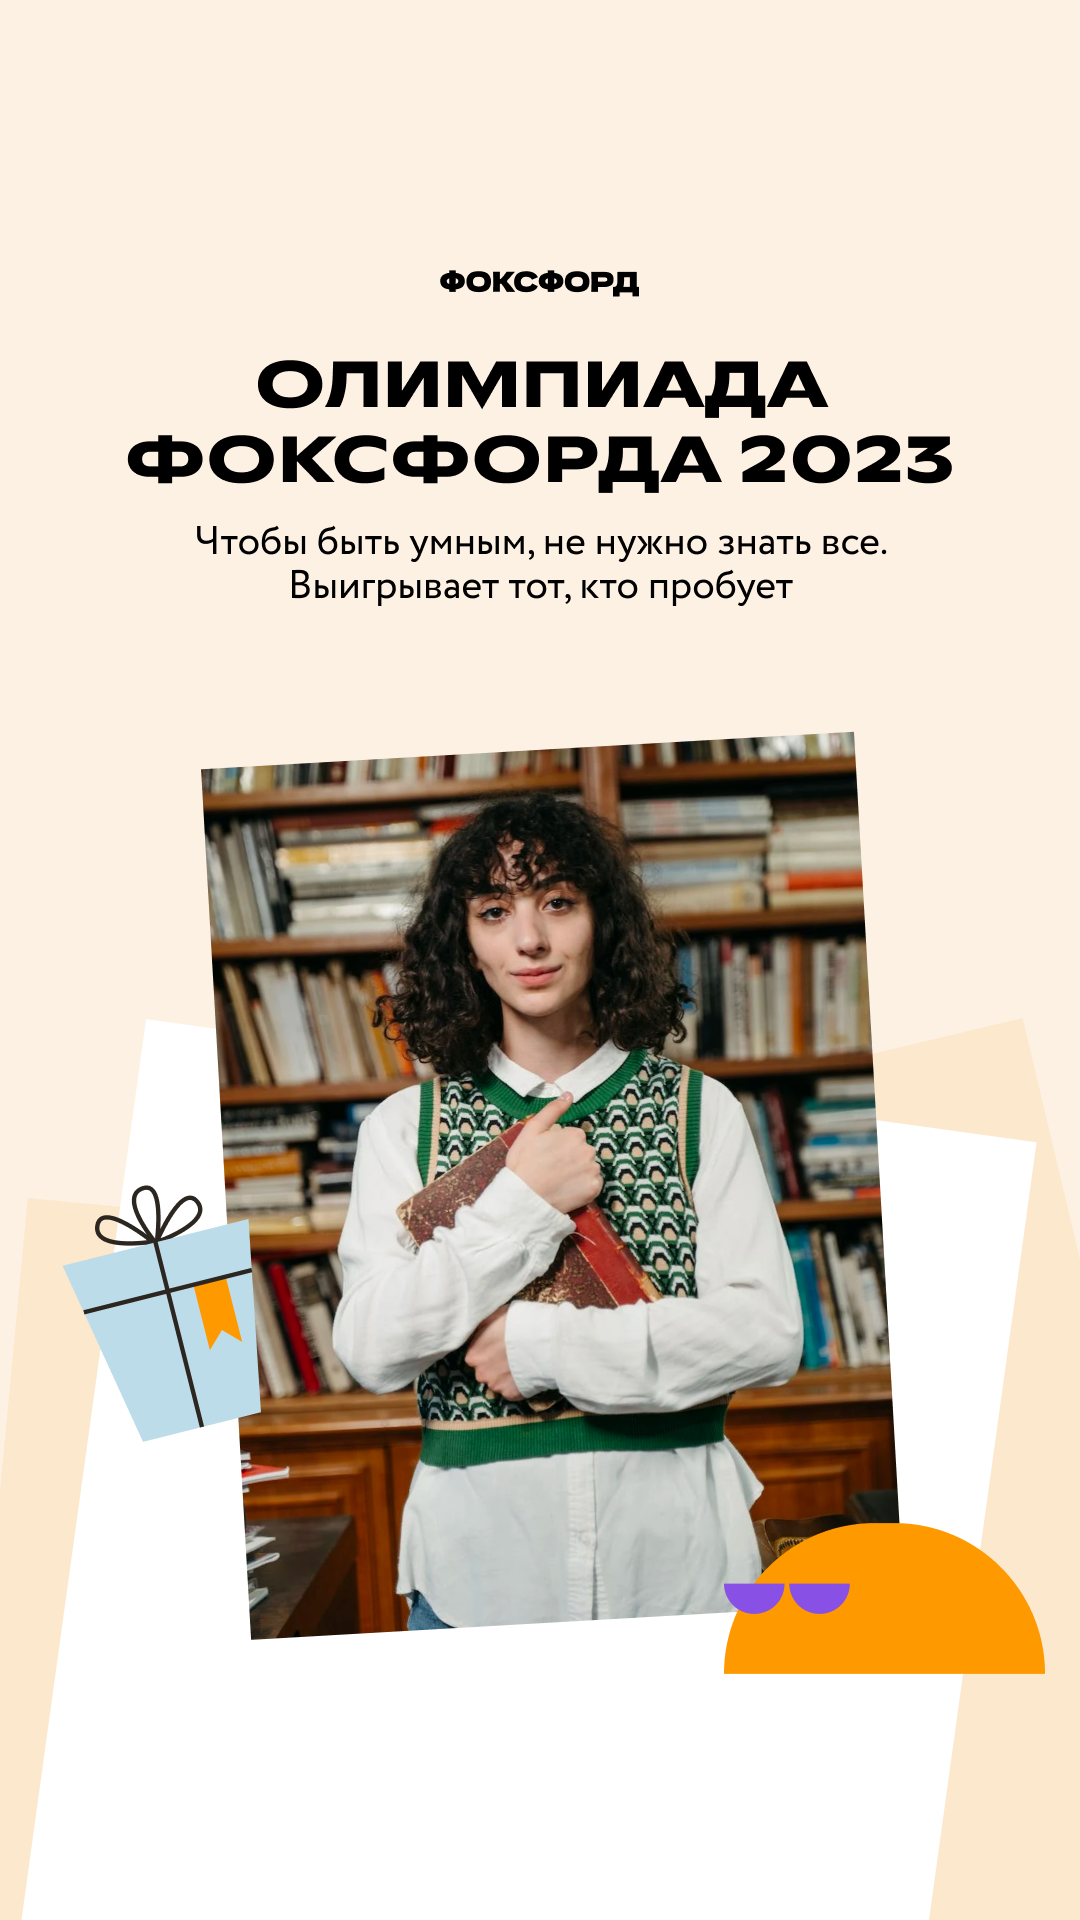 ФОКСФОРД
ОЛИМПИАДА
ФОКСФОРДА 2023
Чтобы быть умным, не нужно знать все.
Выигрывает тот, кто пробует